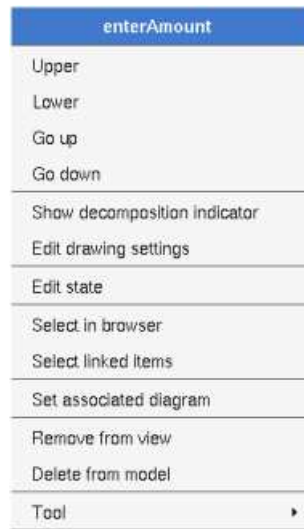 enterAmount
Upper
Lower
Go up
Go down
Show decomposition indicator
Edit drawing settings
Edit state
Select in browser
Select linked items
Set associated diagram
Remove from view
Delete from model
Tool